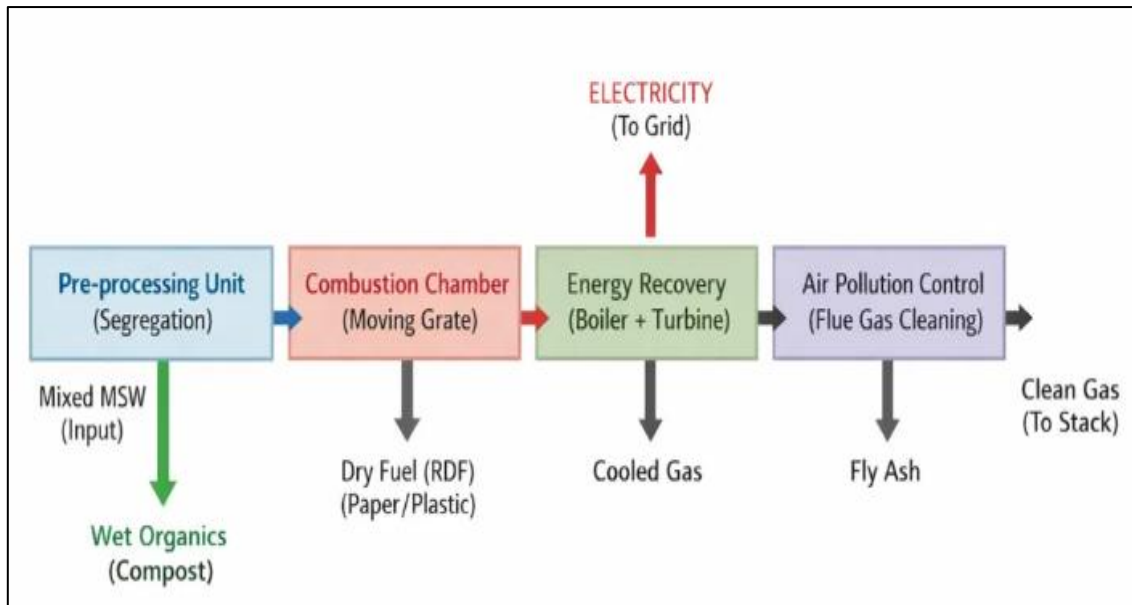 ELECTRICITY
(To Grid)
Pre-processing Unit
(Segregation)
Combustion Chamber
(Moving Grate)
Energy Recovery
(Boiler + Turbine)
Air Pollution Control
(Flue Gas Cleaning)
Mixed MSW
(Input)
Wet Organics
(Compost)
Dry Fuel (RDF)
(Paper/Plastic)
Cooled Gas
Fly Ash
Clean Gas
(To Stack)